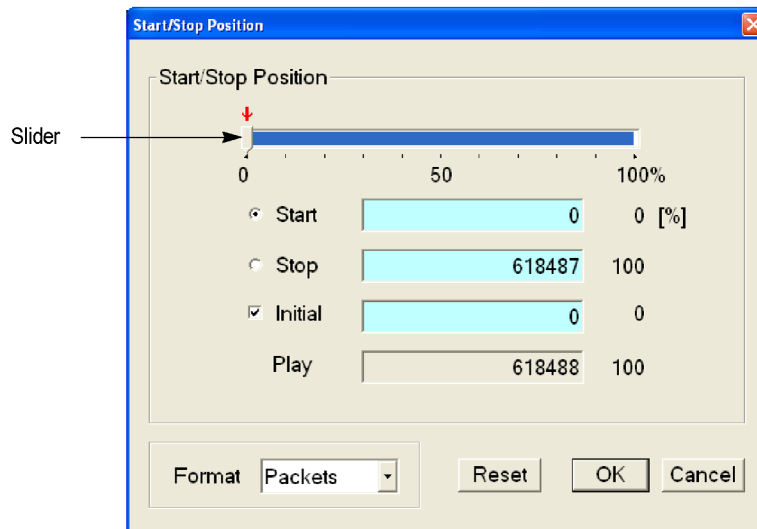 Start/Stop Position
Start/Stop Position
Slider
0 50 100%
Start 0 0 [%]
Stop 618487 100
Initial 0 0
Play 618488 100
Format Packets Reset OK Cancel